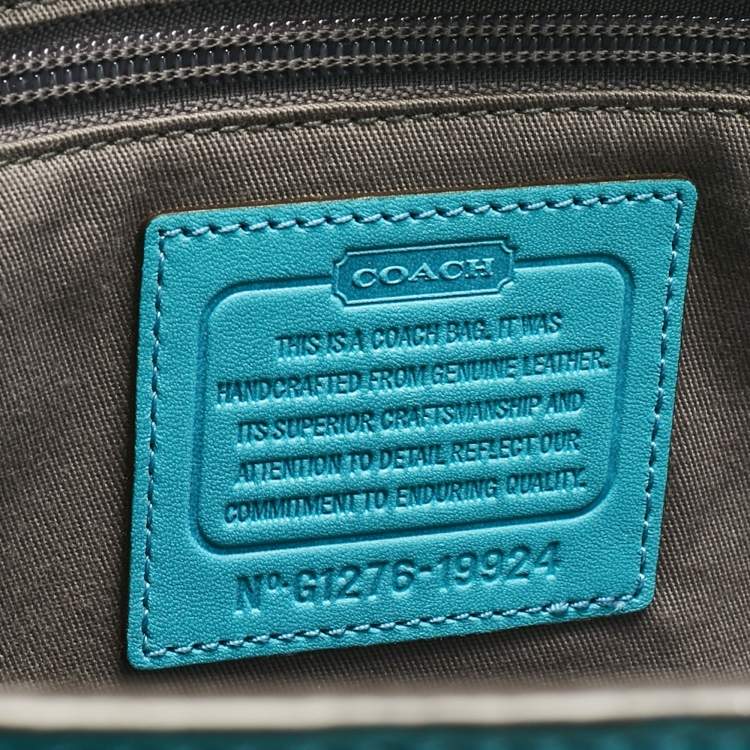 COACH
THIS IS A COACH BAG. IT WAS
HANDCRAFTED FROM GENUINE LEATHER.
ITS SUPERIOR CRAFTSMANSHIP AND
ATTENTION TO DETAIL REFLECT OUR
COMMITMENT TO ENDURING QUALITY.
Nº-G1276-19924